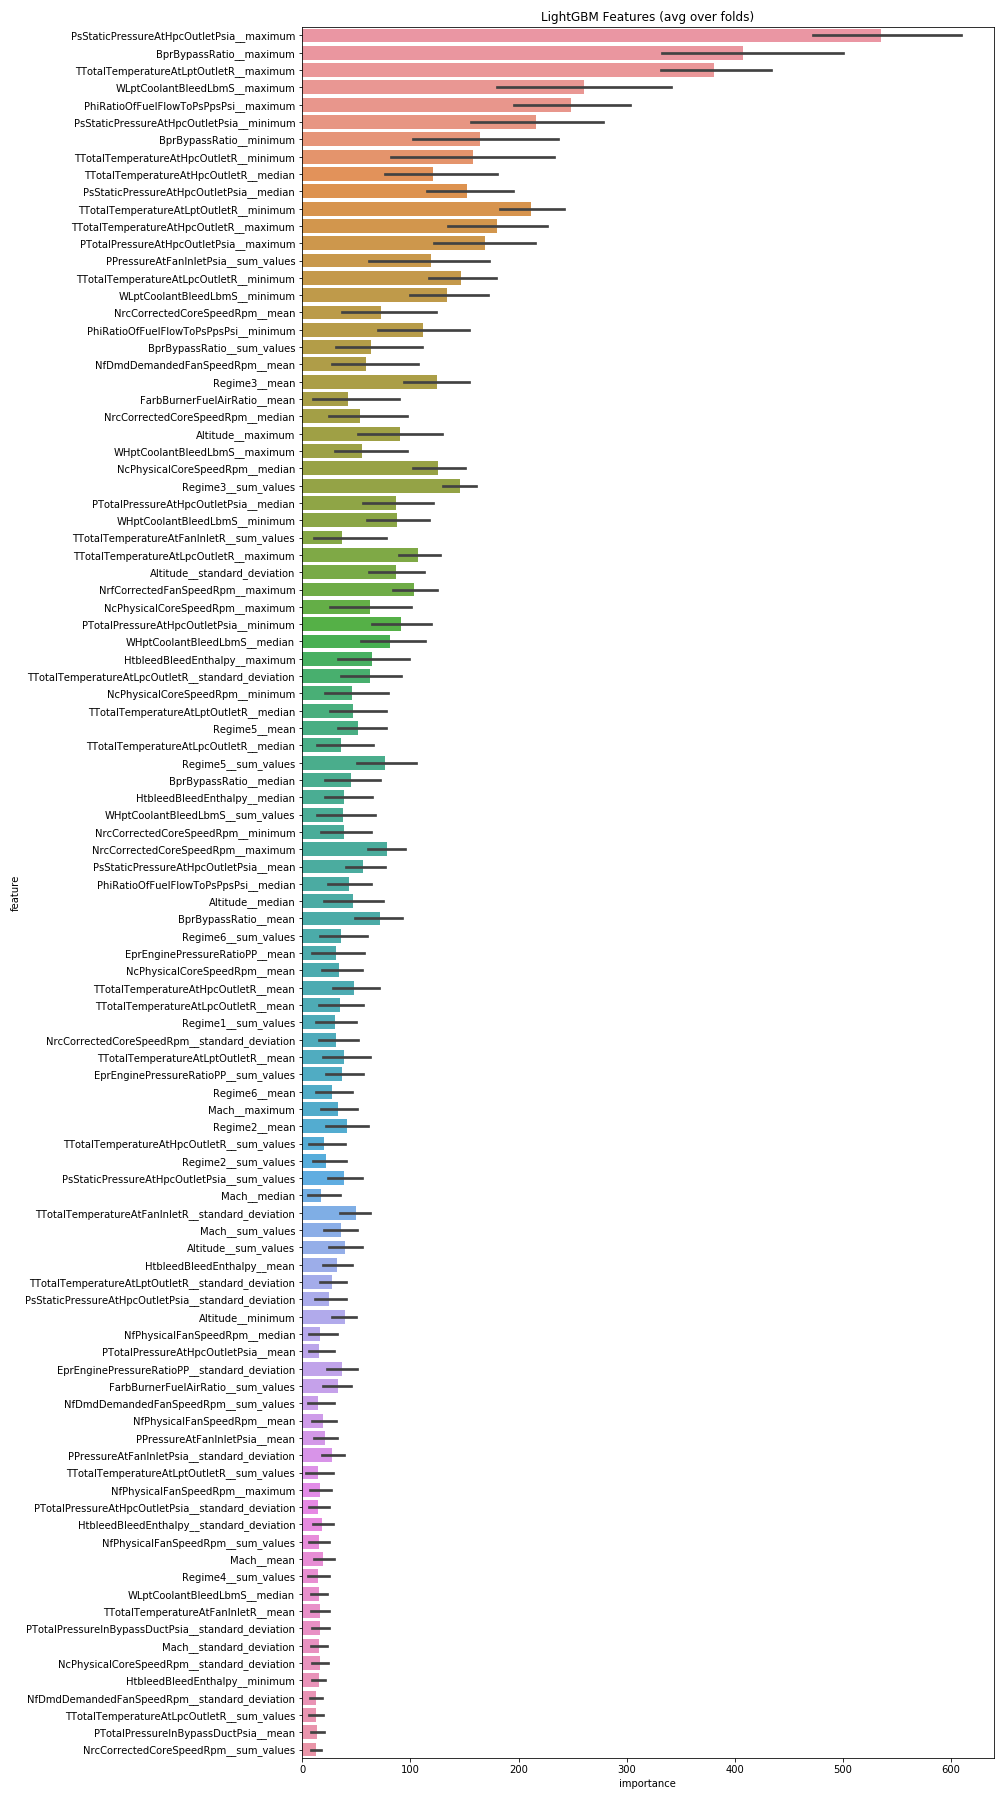 LightGBM Features (avg over folds)
PsStaticPressureAtHpcOutletPsia__maximum
BprBypassRatio__maximum
TTotalTemperatureAtLptOutletR__maximum
WLptCoolantBleedLbmS__maximum
PhiRatioOfFuelFlowToPsPpsPsi__maximum
PsStaticPressureAtHpcOutletPsia__minimum
BprBypassRatio__minimum
TTotalTemperatureAtHpcOutletR__minimum
TTotalTemperatureAtHpcOutletR__median
PsStaticPressureAtHpcOutletPsia__median
TTotalTemperatureAtLptOutletR__minimum
TTotalTemperatureAtHpcOutletR__maximum
PTotalPressureAtHpcOutletPsia__maximum
PPressureAtFanInletPsia__sum_values
TTotalTemperatureAtLpcOutletR__minimum
WLptCoolantBleedLbmS__minimum
NrcCorrectedCoreSpeedRpm__mean
PhiRatioOfFuelFlowToPsPpsPsi__minimum
BprBypassRatio__sum_values
NfDmdDemandedFanSpeedRpm__mean
Regime3__mean
FarbBurnerFuelAirRatio__mean
NrcCorrectedCoreSpeedRpm__median
Altitude__maximum
WHptCoolantBleedLbmS__maximum
NcPhysicalCoreSpeedRpm__median
Regime3__sum_values
PTotalPressureAtHpcOutletPsia__median
WHptCoolantBleedLbmS__minimum
TTotalTemperatureAtFanInletR__sum_values
TTotalTemperatureAtLpcOutletR__maximum
Altitude__standard_deviation
NrfCorrectedFanSpeedRpm__maximum
NcPhysicalCoreSpeedRpm__maximum
PTotalPressureAtHpcOutletPsia__minimum
WHptCoolantBleedLbmS__median
HtbleedBleedEnthalpy__maximum
TTotalTemperatureAtLpcOutletR__standard_deviation
NcPhysicalCoreSpeedRpm__minimum
TTotalTemperatureAtLptOutletR__median
Regime5__mean
TTotalTemperatureAtLpcOutletR__median
Regime5__sum_values
BprBypassRatio__median
HtbleedBleedEnthalpy__median
WHptCoolantBleedLbmS__sum_values
NrcCorrectedCoreSpeedRpm__minimum
NrcCorrectedCoreSpeedRpm__maximum
PsStaticPressureAtHpcOutletPsia__mean
PhiRatioOfFuelFlowToPsPpsPsi__median
Altitude__median
BprBypassRatio__mean
Regime6__sum_values
EprEnginePressureRatioPP__mean
NcPhysicalCoreSpeedRpm__mean
TTotalTemperatureAtHpcOutletR__mean
TTotalTemperatureAtLpcOutletR__mean
Regime1__sum_values
NrcCorrectedCoreSpeedRpm__standard_deviation
TTotalTemperatureAtLptOutletR__mean
EprEnginePressureRatioPP__sum_values
Regime6__mean
Mach__maximum
Regime2__mean
TTotalTemperatureAtHpcOutletR__sum_values
Regime2__sum_values
PsStaticPressureAtHpcOutletPsia__sum_values
Mach__median
TTotalTemperatureAtFanInletR__standard_deviation
Mach__sum_values
Altitude__sum_values
HtbleedBleedEnthalpy__mean
TTotalTemperatureAtLptOutletR__standard_deviation
PsStaticPressureAtHpcOutletPsia__standard_deviation
Altitude__minimum
NfPhysicalFanSpeedRpm__median
PTotalPressureAtHpcOutletPsia__mean
EprEnginePressureRatioPP__standard_deviation
FarbBurnerFuelAirRatio__sum_values
NfDmdDemandedFanSpeedRpm__sum_values
NfPhysicalFanSpeedRpm__mean
PPressureAtFanInletPsia__mean
PPressureAtFanInletPsia__standard_deviation
TTotalTemperatureAtLptOutletR__sum_values
NfPhysicalFanSpeedRpm__maximum
PTotalPressureAtHpcOutletPsia__standard_deviation
HtbleedBleedEnthalpy__standard_deviation
NfPhysicalFanSpeedRpm__sum_values
Mach__mean
Regime4__sum_values
WLptCoolantBleedLbmS__median
TTotalTemperatureAtFanInletR__mean
PTotalPressureInBypassDuctPsia__standard_deviation
Mach__standard_deviation
NcPhysicalCoreSpeedRpm__standard_deviation
HtbleedBleedEnthalpy__minimum
NfDmdDemandedFanSpeedRpm__standard_deviation
TTotalTemperatureAtLpcOutletR__sum_values
PTotalPressureInBypassDuctPsia__mean
NrcCorrectedCoreSpeedRpm__sum_values
feature
0 100 200 300 400 500 600
importance